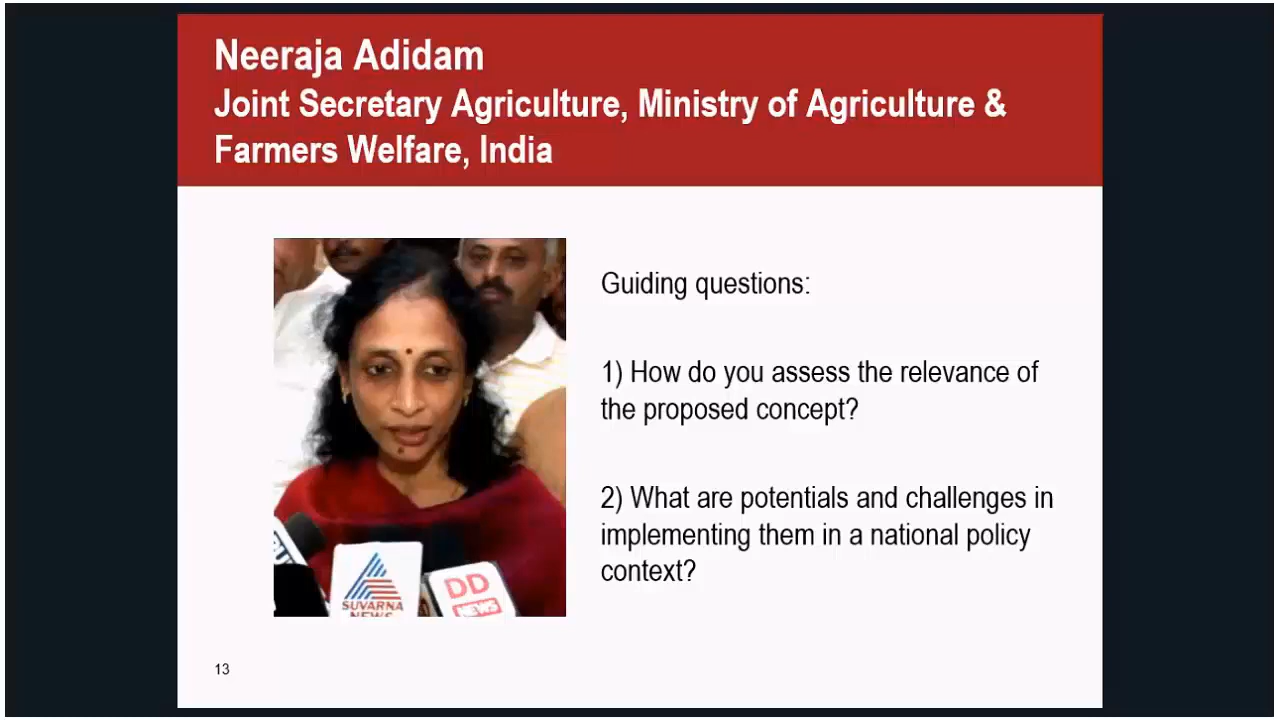 Neeraja Adidam
Joint Secretary Agriculture, Ministry of Agriculture &
Farmers Welfare, India
Guiding questions:
1) How do you assess the relevance of
the proposed concept?
2) What are potentials and challenges in
implementing them in a national policy
context?
SUVARNA
NEWS
DD
NEWS
13